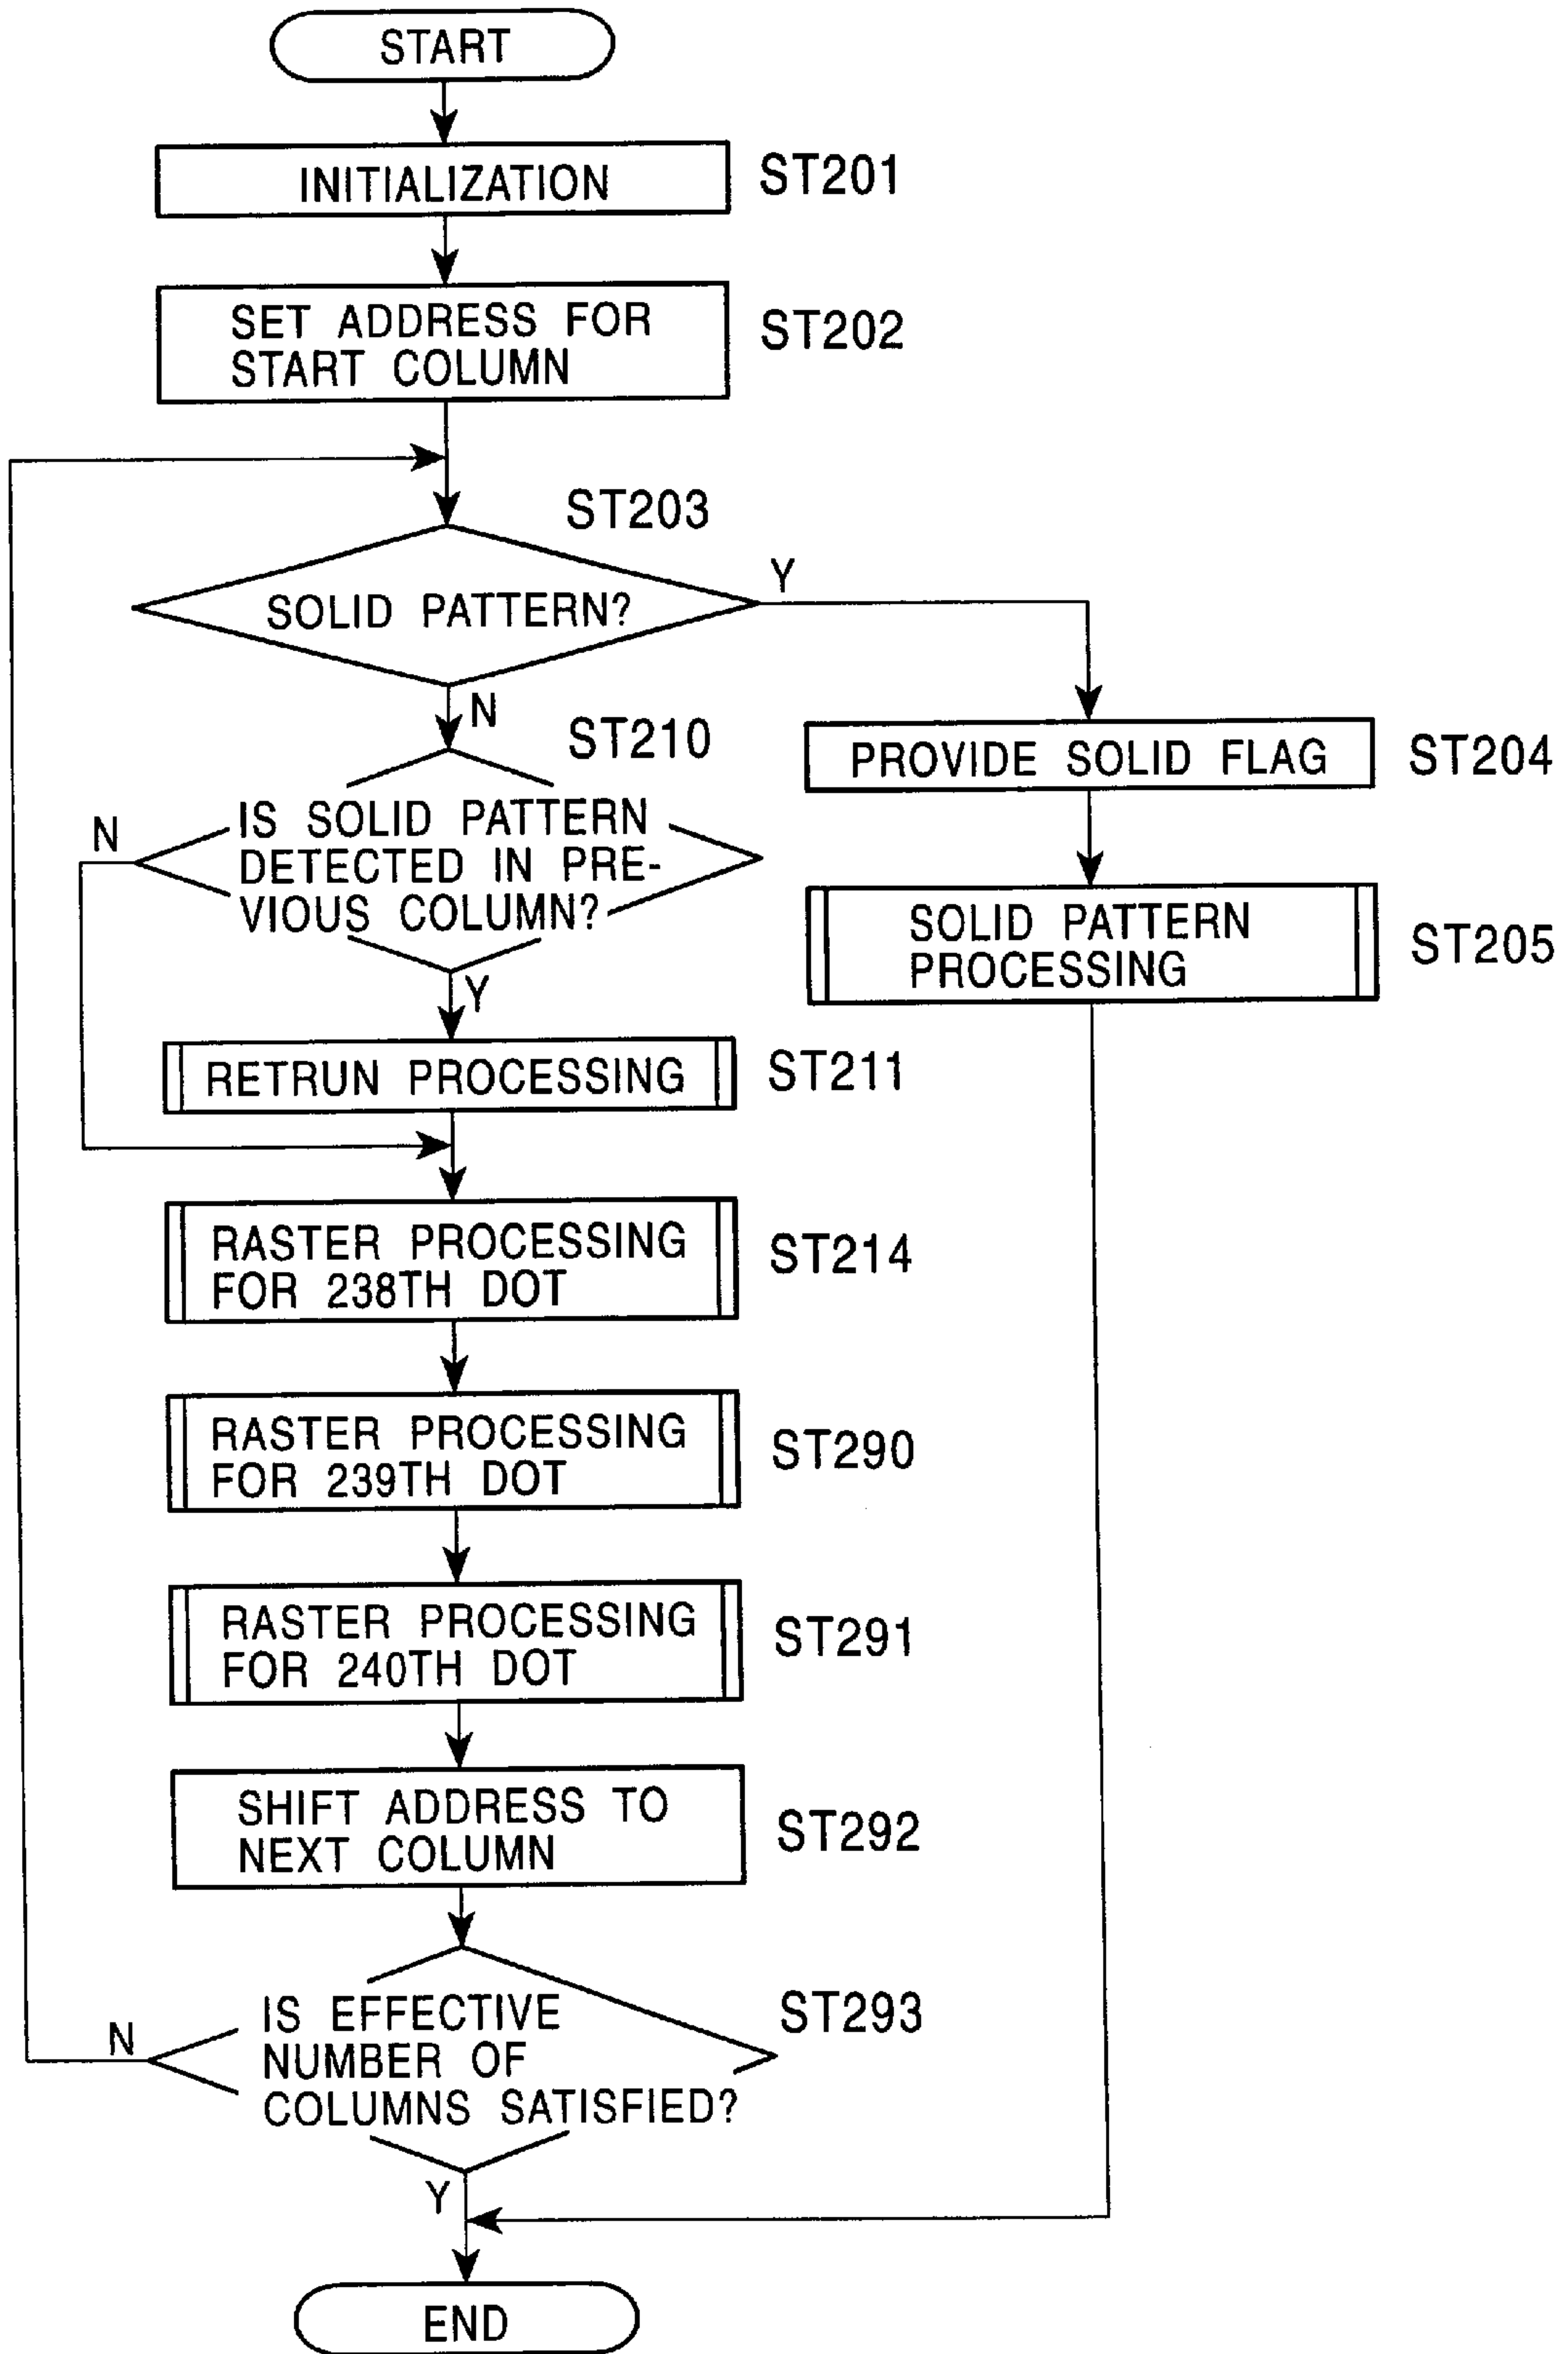 START
INITIALIZATION
ST201
SET ADDRESS FOR
START COLUMN
ST202
ST203
SOLID PATTERN?
Y
N
ST210
PROVIDE SOLID FLAG
ST204
IS SOLID PATTERN
DETECTED IN PRE-
VIOUS COLUMN?
N
Y
SOLID PATTERN
PROCESSING
ST205
RETRUN PROCESSING
ST211
RASTER PROCESSING
FOR 238TH DOT
ST214
RASTER PROCESSING
FOR 239TH DOT
ST290
RASTER PROCESSING
FOR 240TH DOT
ST291
SHIFT ADDRESS TO
NEXT COLUMN
ST292
IS EFFECTIVE
NUMBER OF
COLUMNS SATISFIED?
ST293
N
Y
END